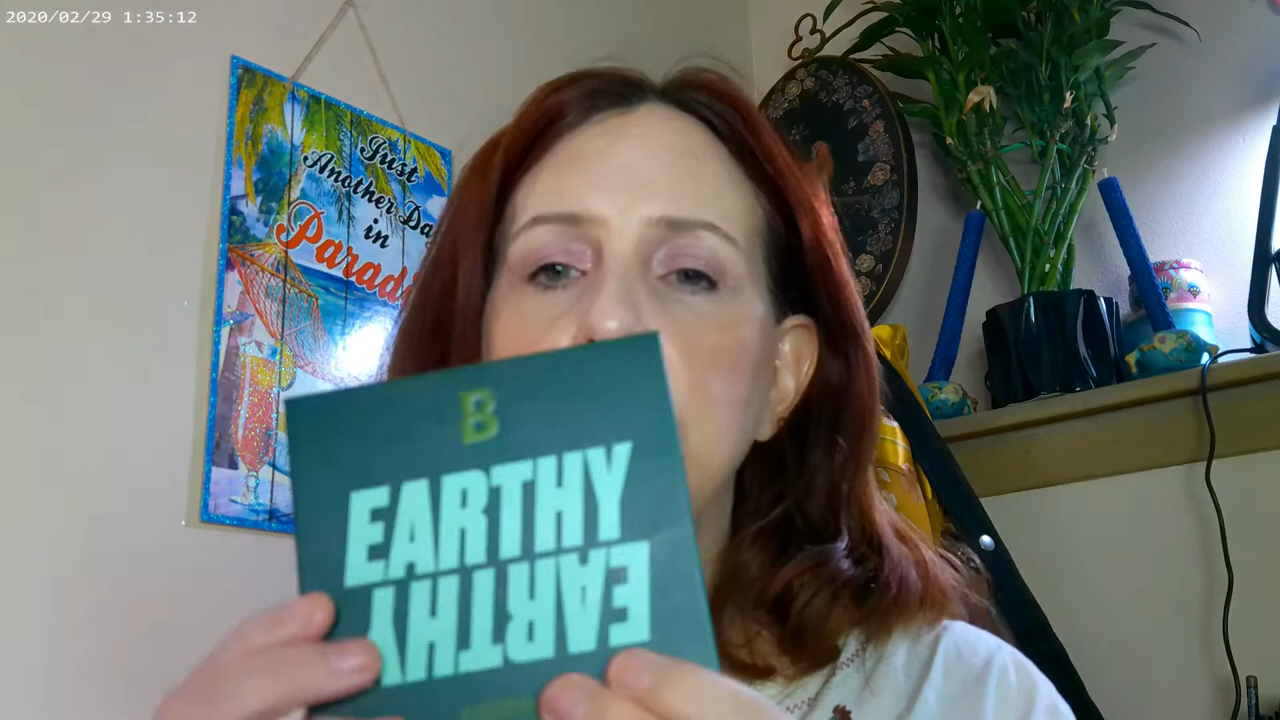 2020/02/29 1:35:12
Just
Another Da
in
Parad
B
EARTHY
EARTHY